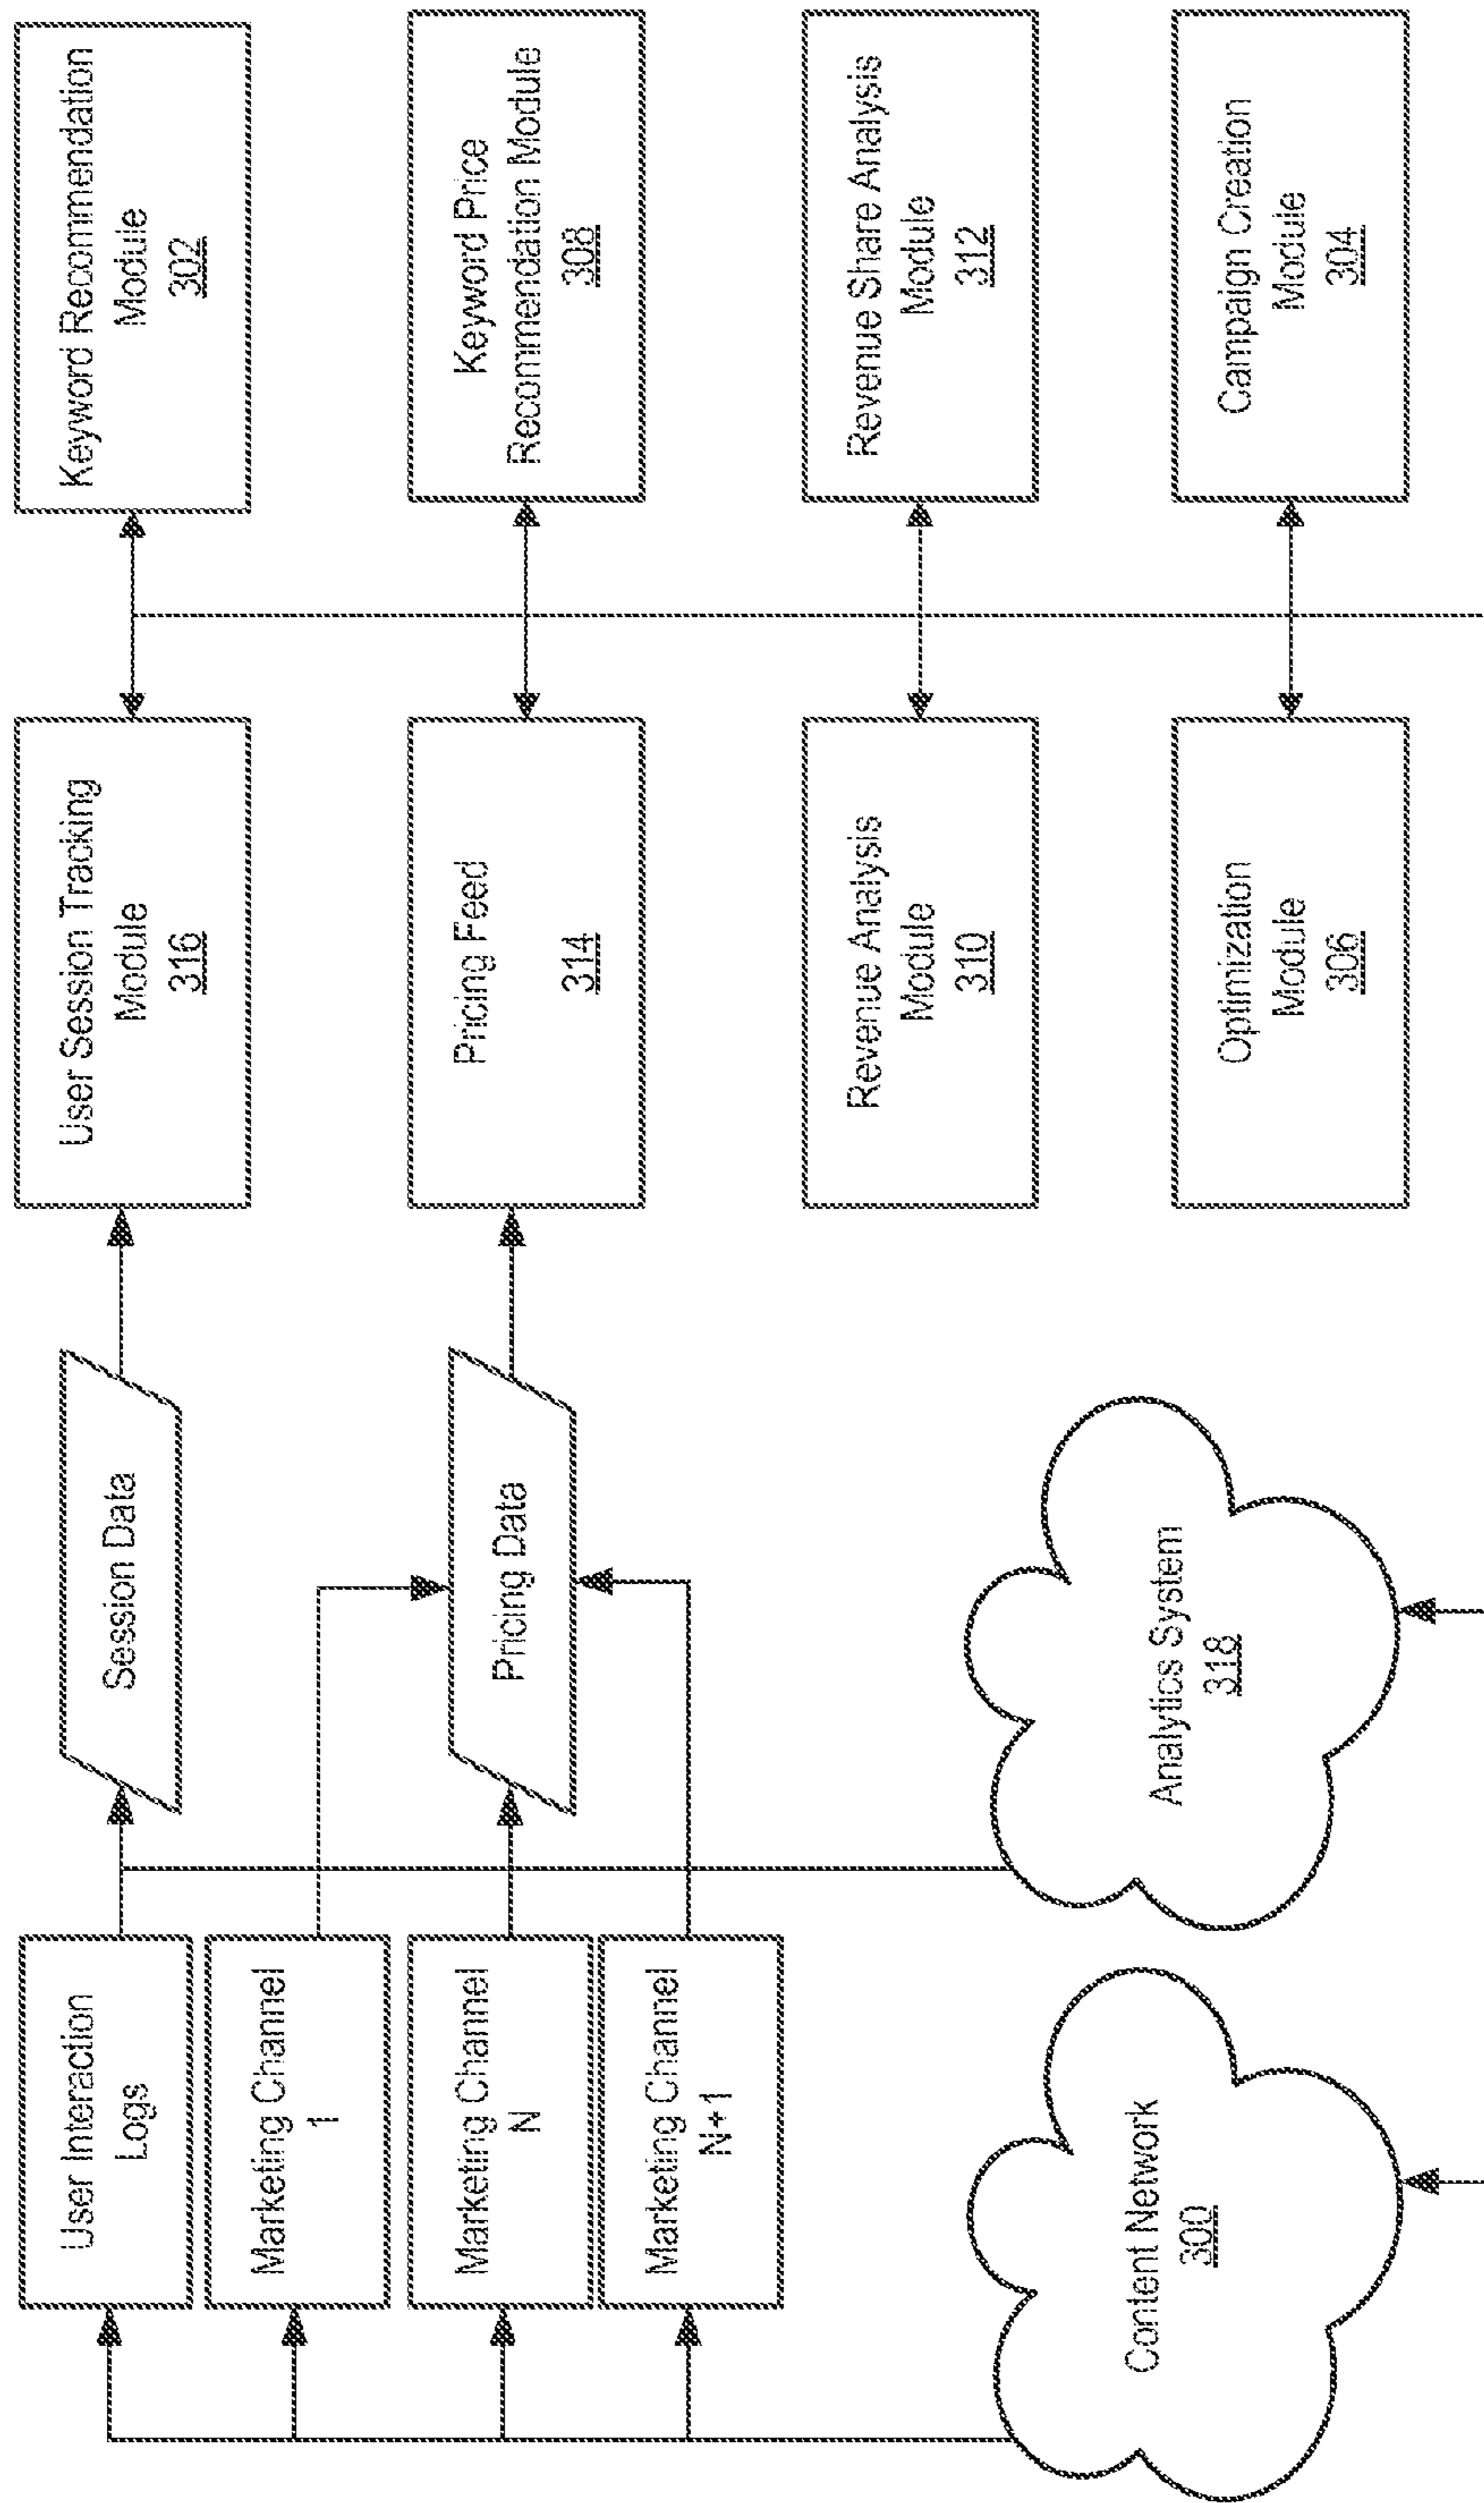 User Interaction
Logs
Marketing Channel
1
Marketing Channel
N
Marketing Channel
N+1
Content Network
300
Session Data
Pricing Data
Analytics System
318
User Session Tracking
Module
316
Pricing Feed
314
Revenue Analysis
Module
310
Optimization
Module
306
Keyword Recommendation
Module
302
Keyword Price
Recommendation Module
308
Revenue Share Analysis
Module
312
Campaign Creation
Module
304